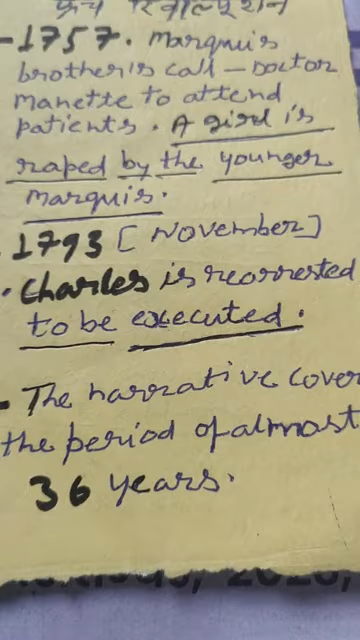 -1757. Marquis
brother's call - Doctor
manette to attend
patients. A girl is
raped by the younger
marquis.
1793 [November]
• Charles is rearrested
to be executed.
- The narrative cover
the period of almost
36 years.